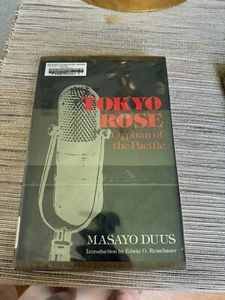 TOKYO
ROSE
Orphan of
the Pacific
MASAYO DUUS
Introduction by Edwin O. Reischauer